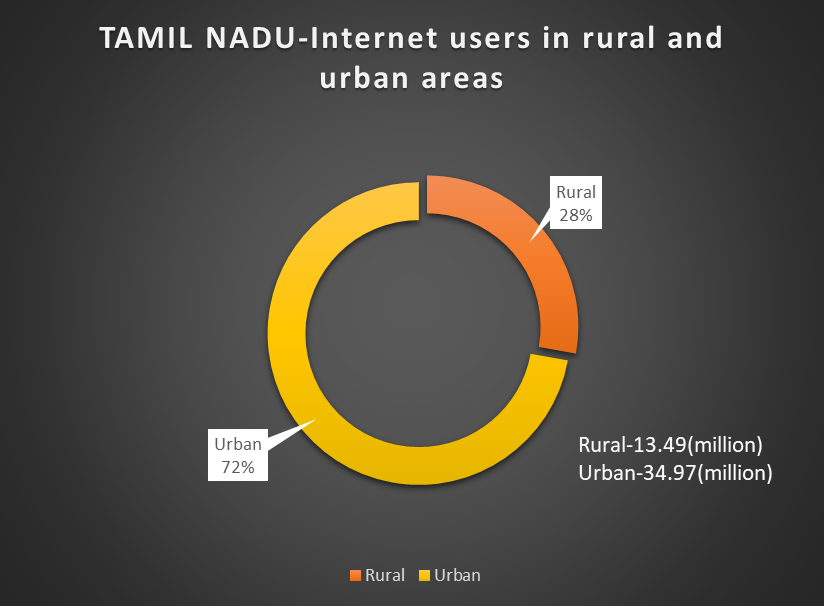 TAMIL NADU-Internet users in rural and
urban areas
Rural
28%
Urban
72%
Rural-13.49(million)
Urban-34.97(million)
Rural Urban